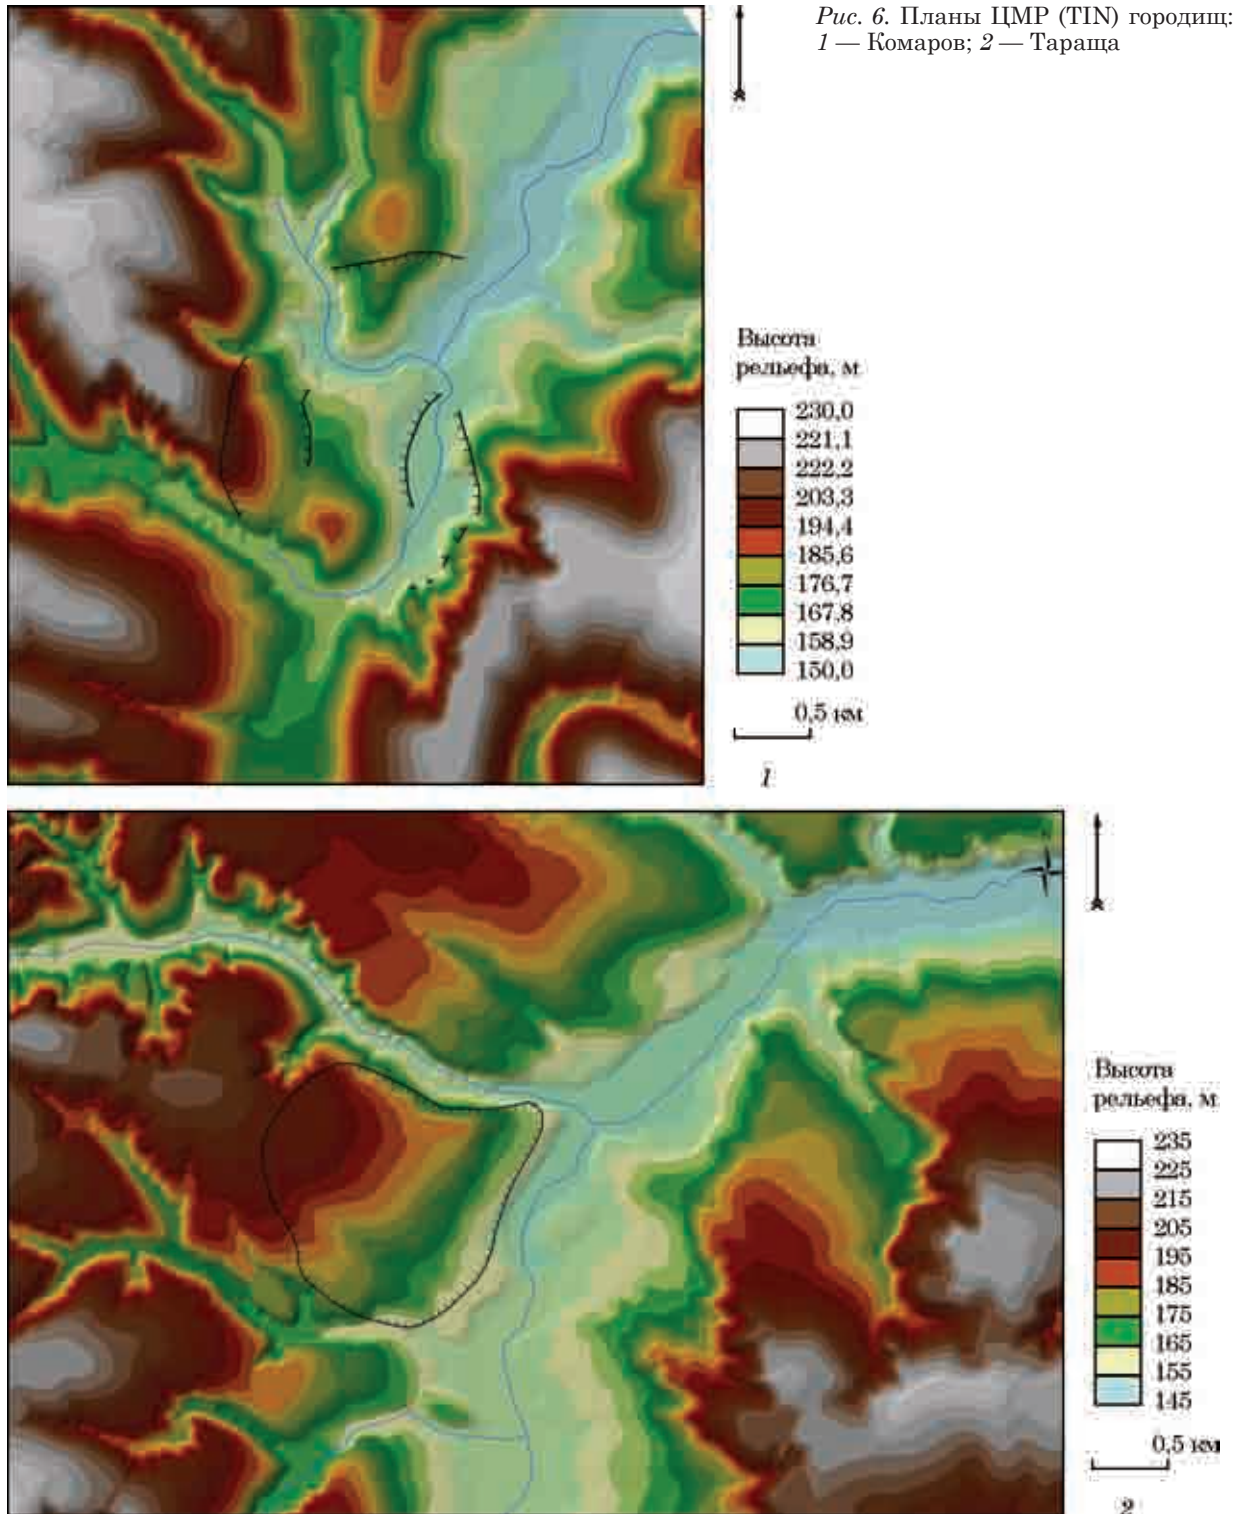 Рис. 6. Планы ЦМР (TIN) городищ:
1 — Комаров; 2 — Тараща
Высота
рельефа, м
230,0
221,1
222,2
203,3
194,4
185,6
176,7
167,8
158,9
150,0
0,5 км
1
Высота
рельефа, м
235
225
215
205
195
185
175
165
155
145
0,5 км
2